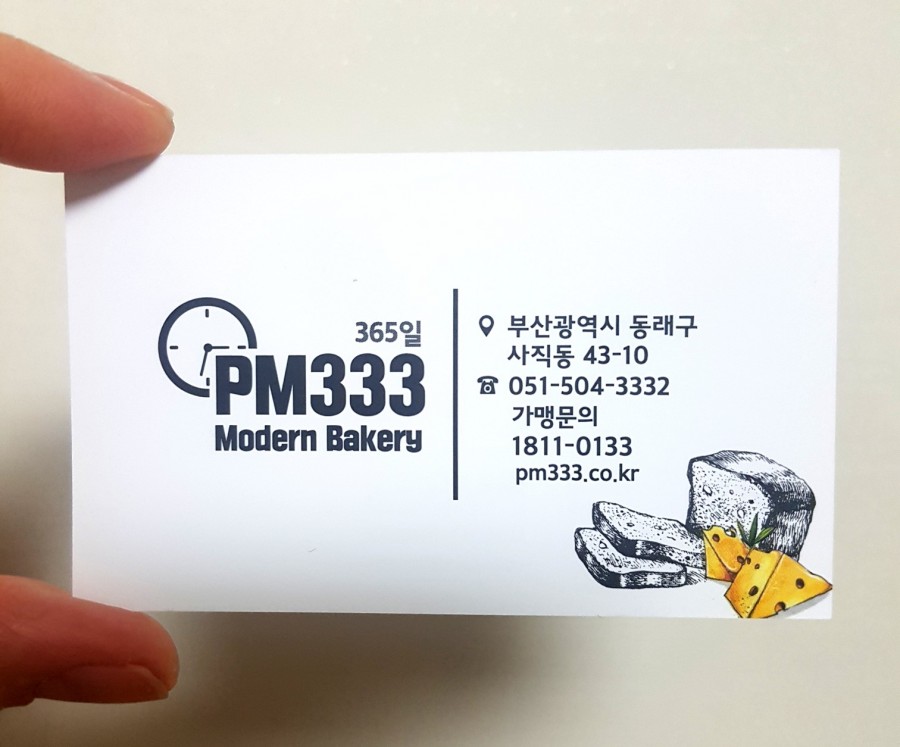 365일
PM333
Modern Bakery
부산광역시 동래구
사직동 43-10
051-504-3332
가맹문의
1811-0133
pm333.co.kr